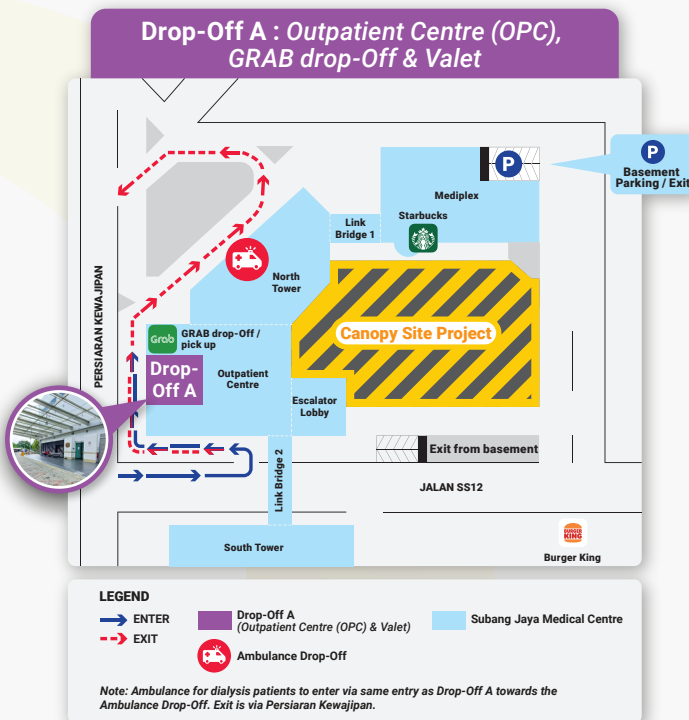 Drop-Off A : Outpatient Centre (OPC),
GRAB drop-Off & Valet
P
P
Basement
Parking / Exit
Mediplex
Starbucks
Link
Bridge 1
North
Tower
PERSIARAN KEWAJIPAN
Canopy Site Project
Grab
GRAB drop-Off /
pick up
Drop-
Off A
Outpatient
Centre
Escalator
Lobby
Exit from basement
Link Bridge 2
JALAN SS12
South Tower
BURGER
KING
Burger King
LEGEND
ENTER
EXIT
Drop-Off A
(Outpatient Centre (OPC) & Valet)
Subang Jaya Medical Centre
Ambulance Drop-Off
Note: Ambulance for dialysis patients to enter via same entry as Drop-Off A towards the
Ambulance Drop-Off. Exit is via Persiaran Kewajipan.